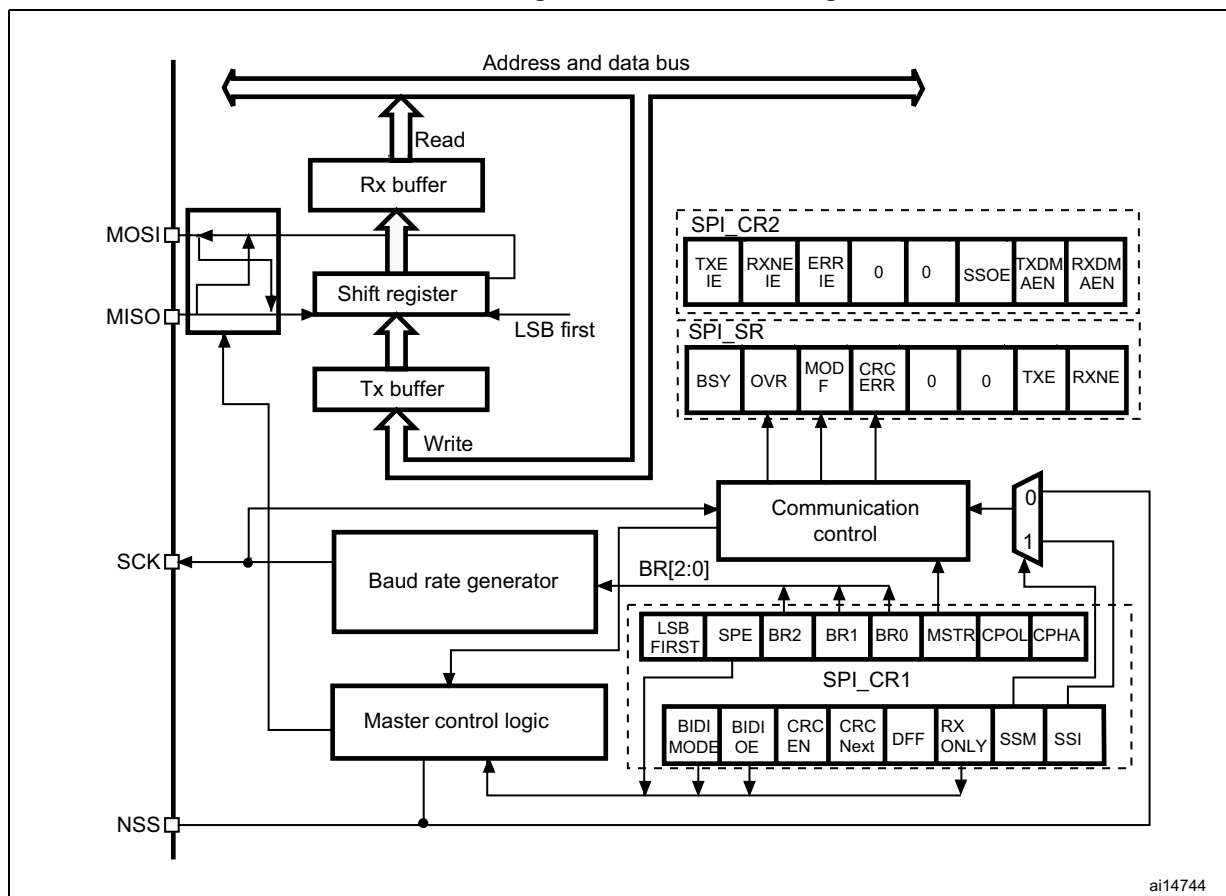 Address and data bus
Read
Rx buffer
MOSI
SPI_CR2
TXE
IE
RXNE
IE
ERR
IE
0
0
SSOE
TXDM
AEN
RXDM
AEN
Shift register
MISO
LSB first
SPI_SR
BSY
OVR
MOD
F
CRC
ERR
0
0
TXE
RXNE
Tx buffer
Write
Communication
control
0
1
SCK
Baud rate generator
BR[2:0]
LSB
FIRST
SPE
BR2
BR1
BR0
MSTR
CPOL
CPHA
SPI_CR1
Master control logic
BIDI
MODE
BIDI
OE
CRC
EN
CRC
Next
DFF
RX
ONLY
SSM
SSI
NSS
ai14744